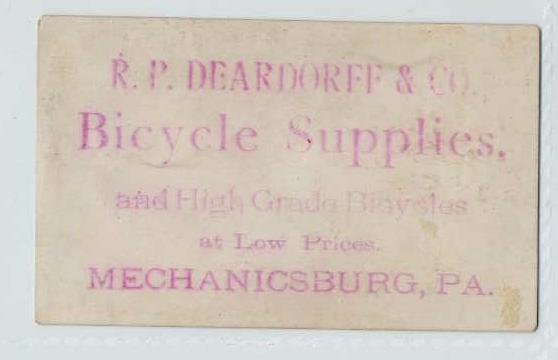 R. P. DEARDORFF & CO.
Bicycle Supplies.
and High Grade Bicycles
at Low Prices.
MECHANICSBURG, PA.